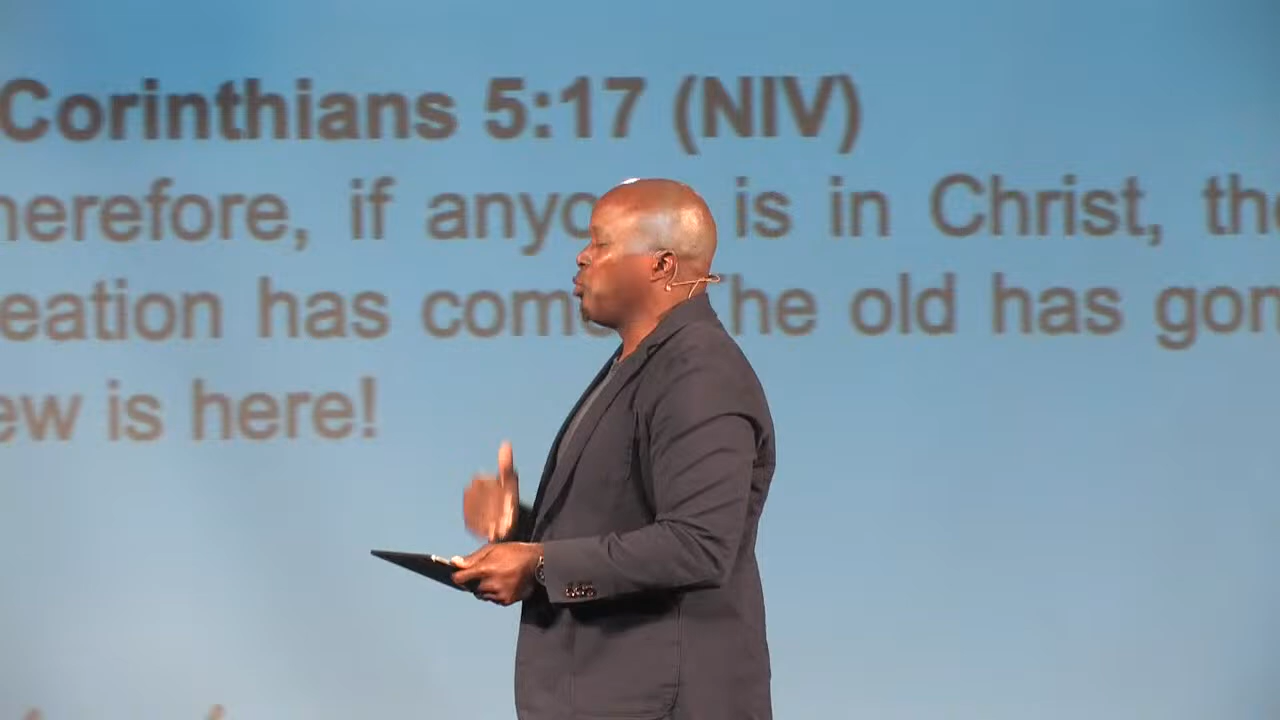 Corinthians 5:17 (NIV)
herefore, if anyo is in Christ, the
eation has come he old has gon
ew is here!